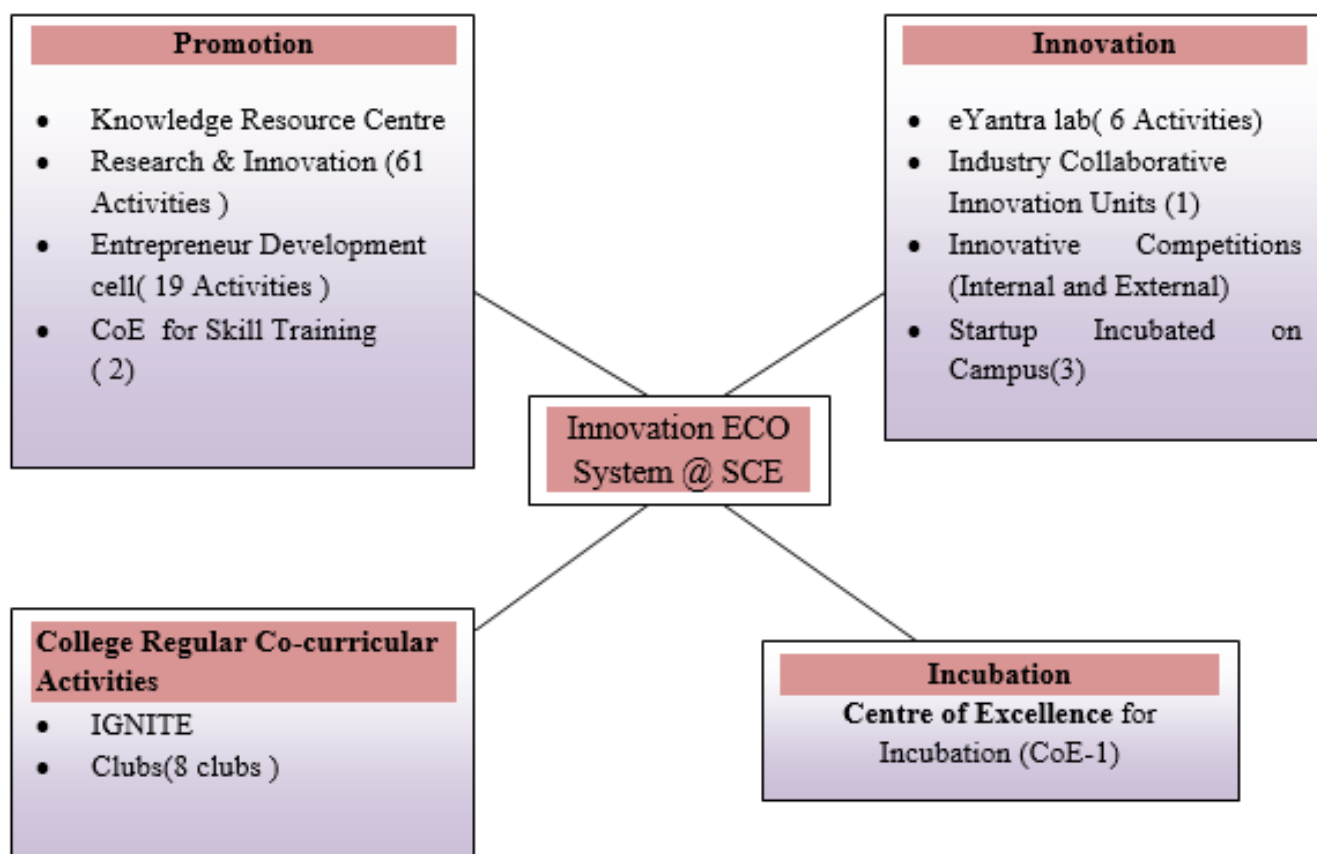 Promotion
• Knowledge Resource Centre
• Research & Innovation (61
Activities )
• Entrepreneur Development
cell( 19 Activities )
• CoE for Skill Training
( 2)
Innovation
• eYantra lab( 6 Activities)
• Industry Collaborative
Innovation Units (1)
• Innovative Competitions
(Internal and External)
• Startup Incubated on
Campus(3)
Innovation ECO
System @ SCE
College Regular Co-curricular
Activities
• IGNITE
• Clubs(8 clubs )
Incubation
Centre of Excellence for
Incubation (CoE-1)